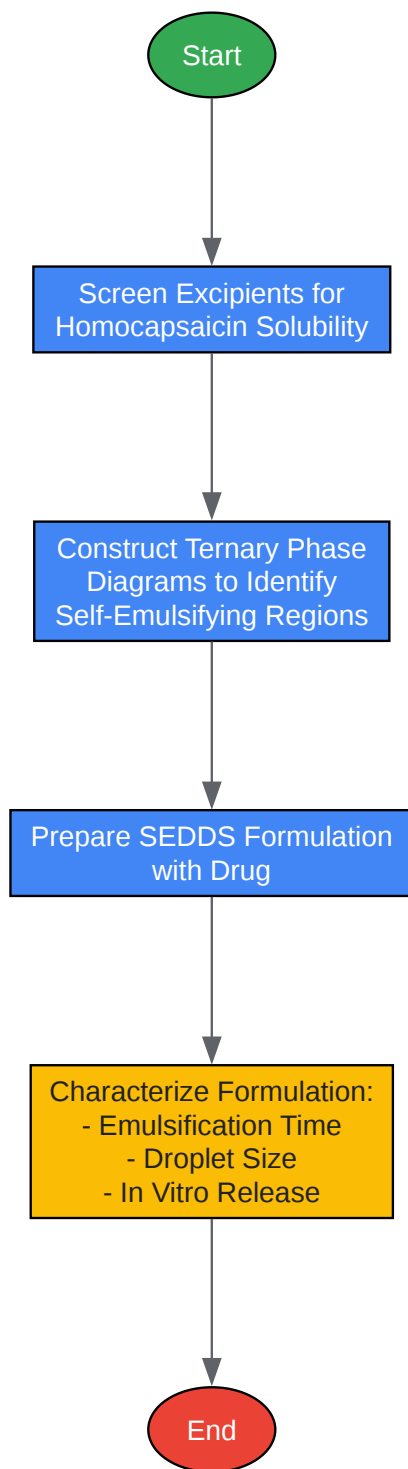 Start
Screen Excipients for
Homocapsaicin Solubility
Construct Ternary Phase
Diagrams to Identify
Self-Emulsifying Regions
Prepare SEDDS Formulation
with Drug
Characterize Formulation:
- Emulsification Time
- Droplet Size
- In Vitro Release
End